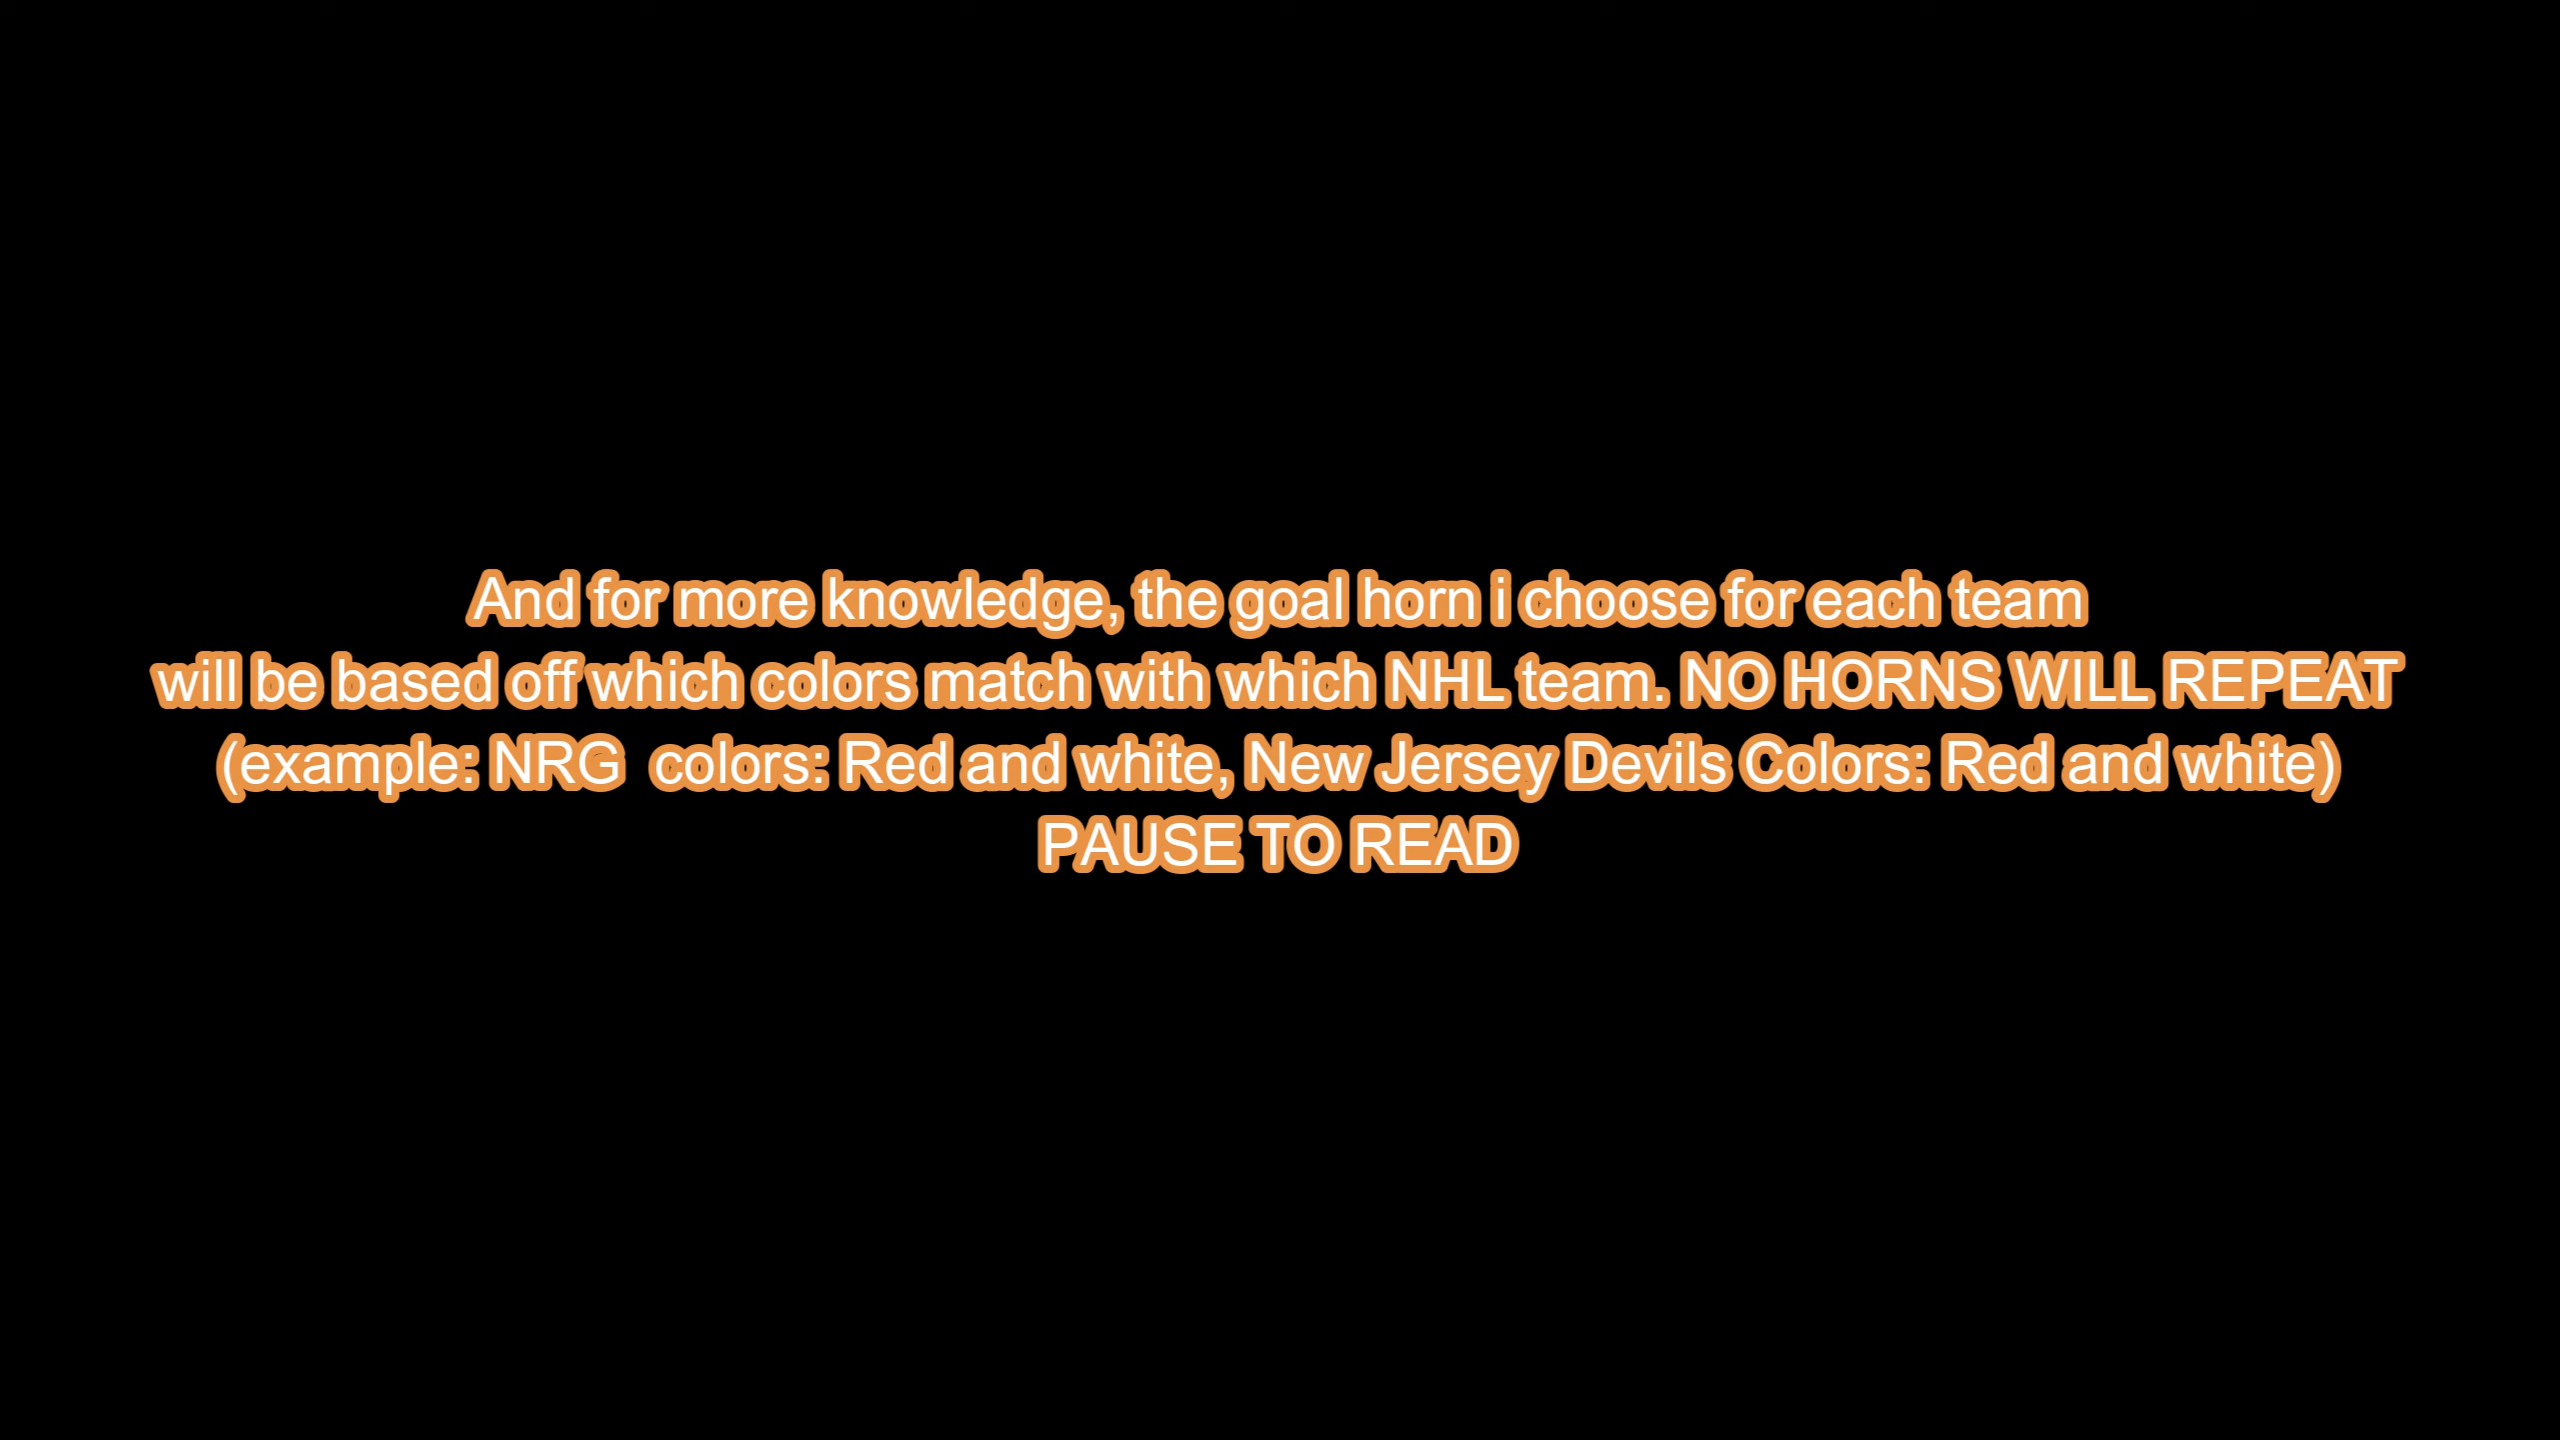 And for more knowledge, the goal horn i choose for each team
will be based off which colors match with which NHL team. NO HORNS WILL REPEAT
(example: NRG  colors: Red and white, New Jersey Devils Colors: Red and white)
PAUSE TO READ